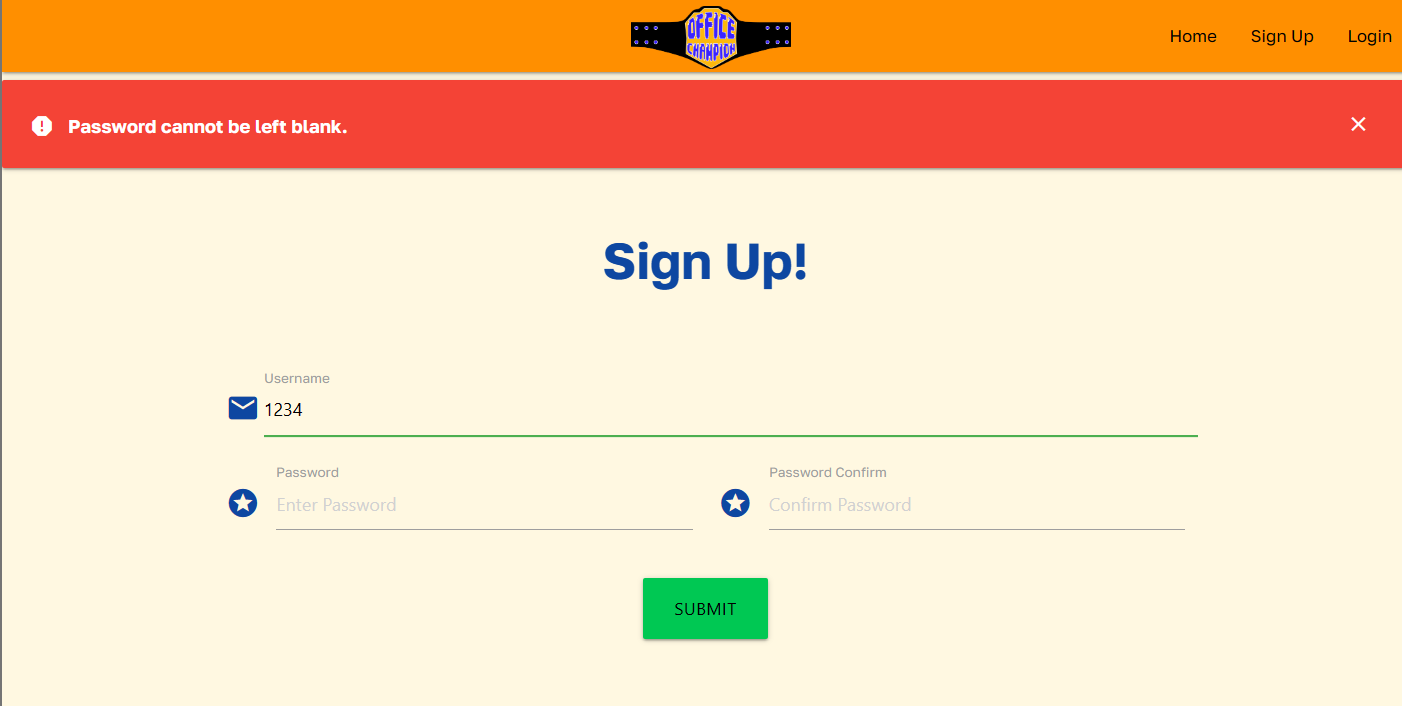 OFFICE
CHAMPION
Home Sign Up Login
Password cannot be left blank.
Sign Up!
Username
1234
Password Password Confirm
Enter Password Confirm Password
SUBMIT